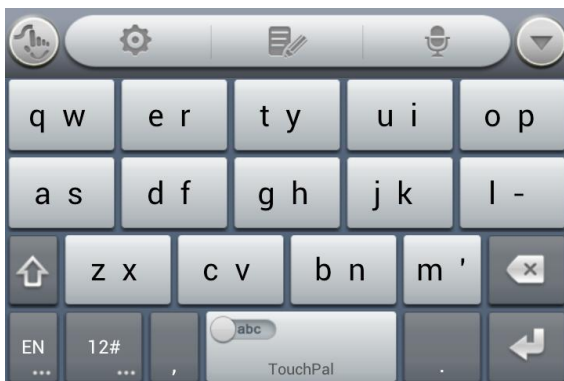 q w e r t y u i o p
a s d f g h j k l -
z x c v b n m '
abc
EN 12# , TouchPal .
... ...